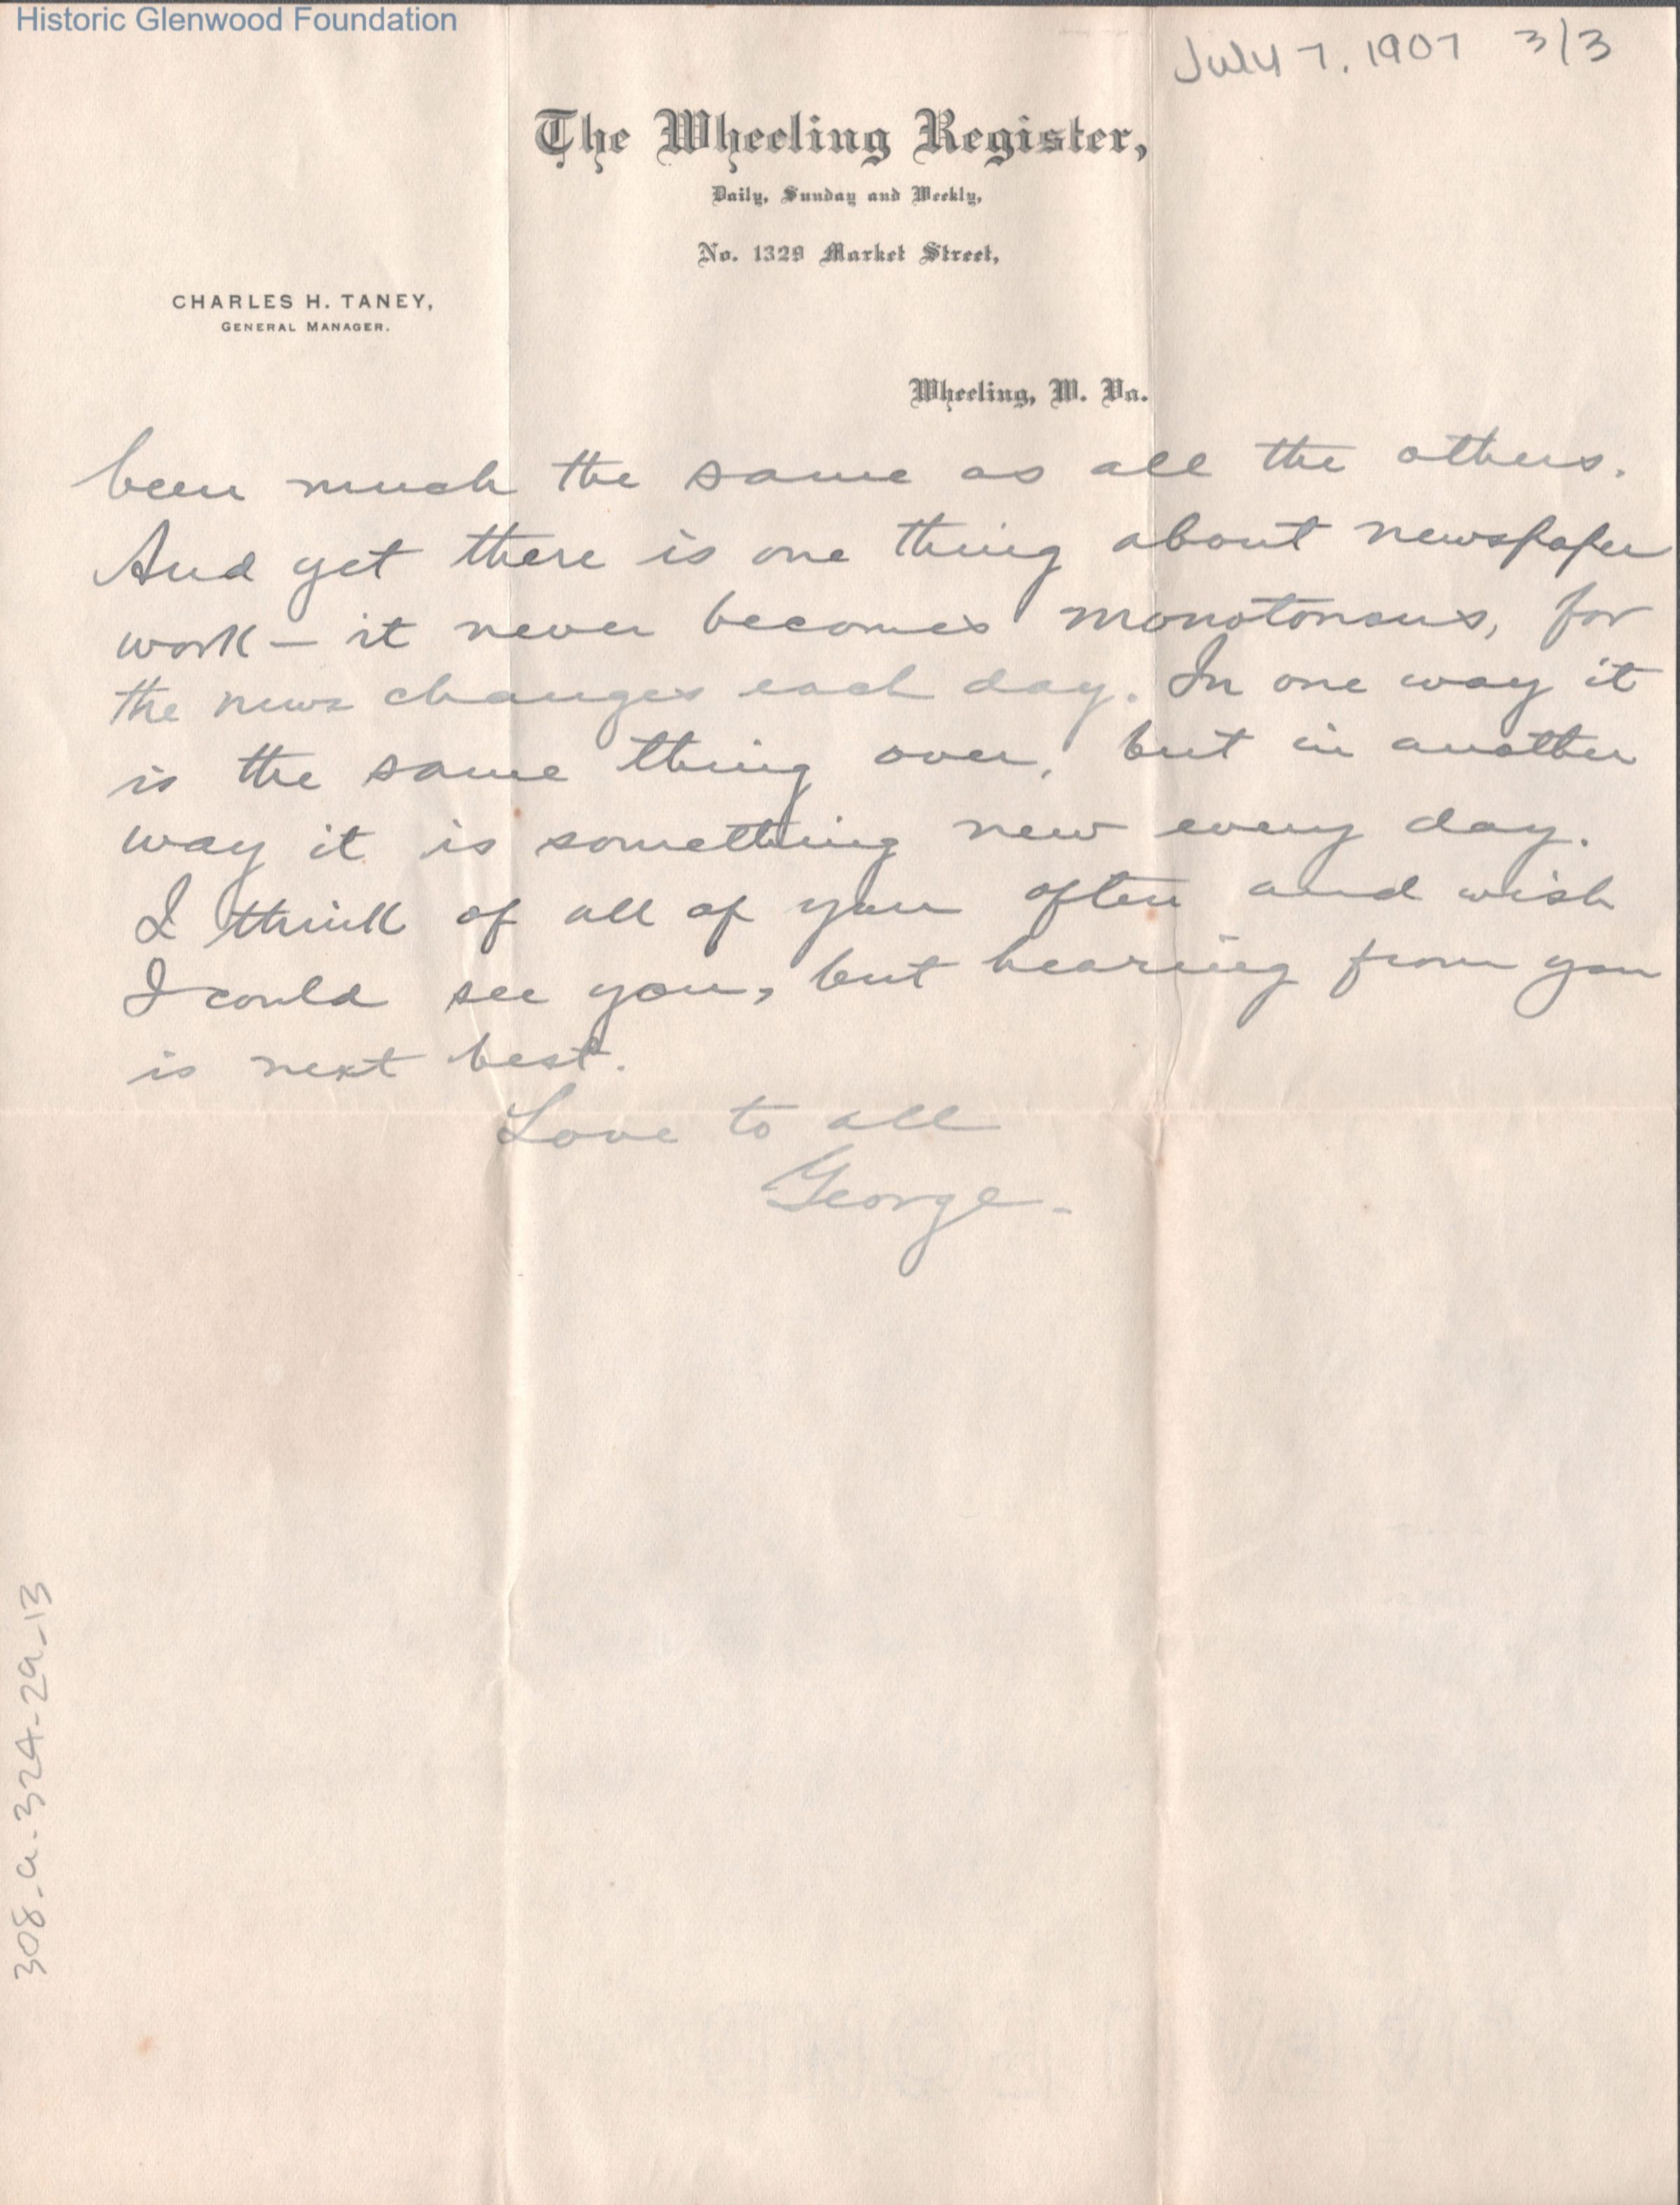 Historic Glenwood Foundation
July 7, 1907 3/3
The Wheeling Register,
Daily, Sunday and Weekly,
No. 1329 Market Street,
CHARLES H. TANEY,
GENERAL MANAGER.
Wheeling, W. Va.
been much the same as all the others.
And yet there is one thing about newspaper
work – it never becomes monotonous, for
the news changes each day. In one way it
is the same thing over, but in another
way it is something new every day.
I think of all of you often and wish
I could see you, but hearing from you
is next best.
Love to all
George.
308.a.324-2a_13